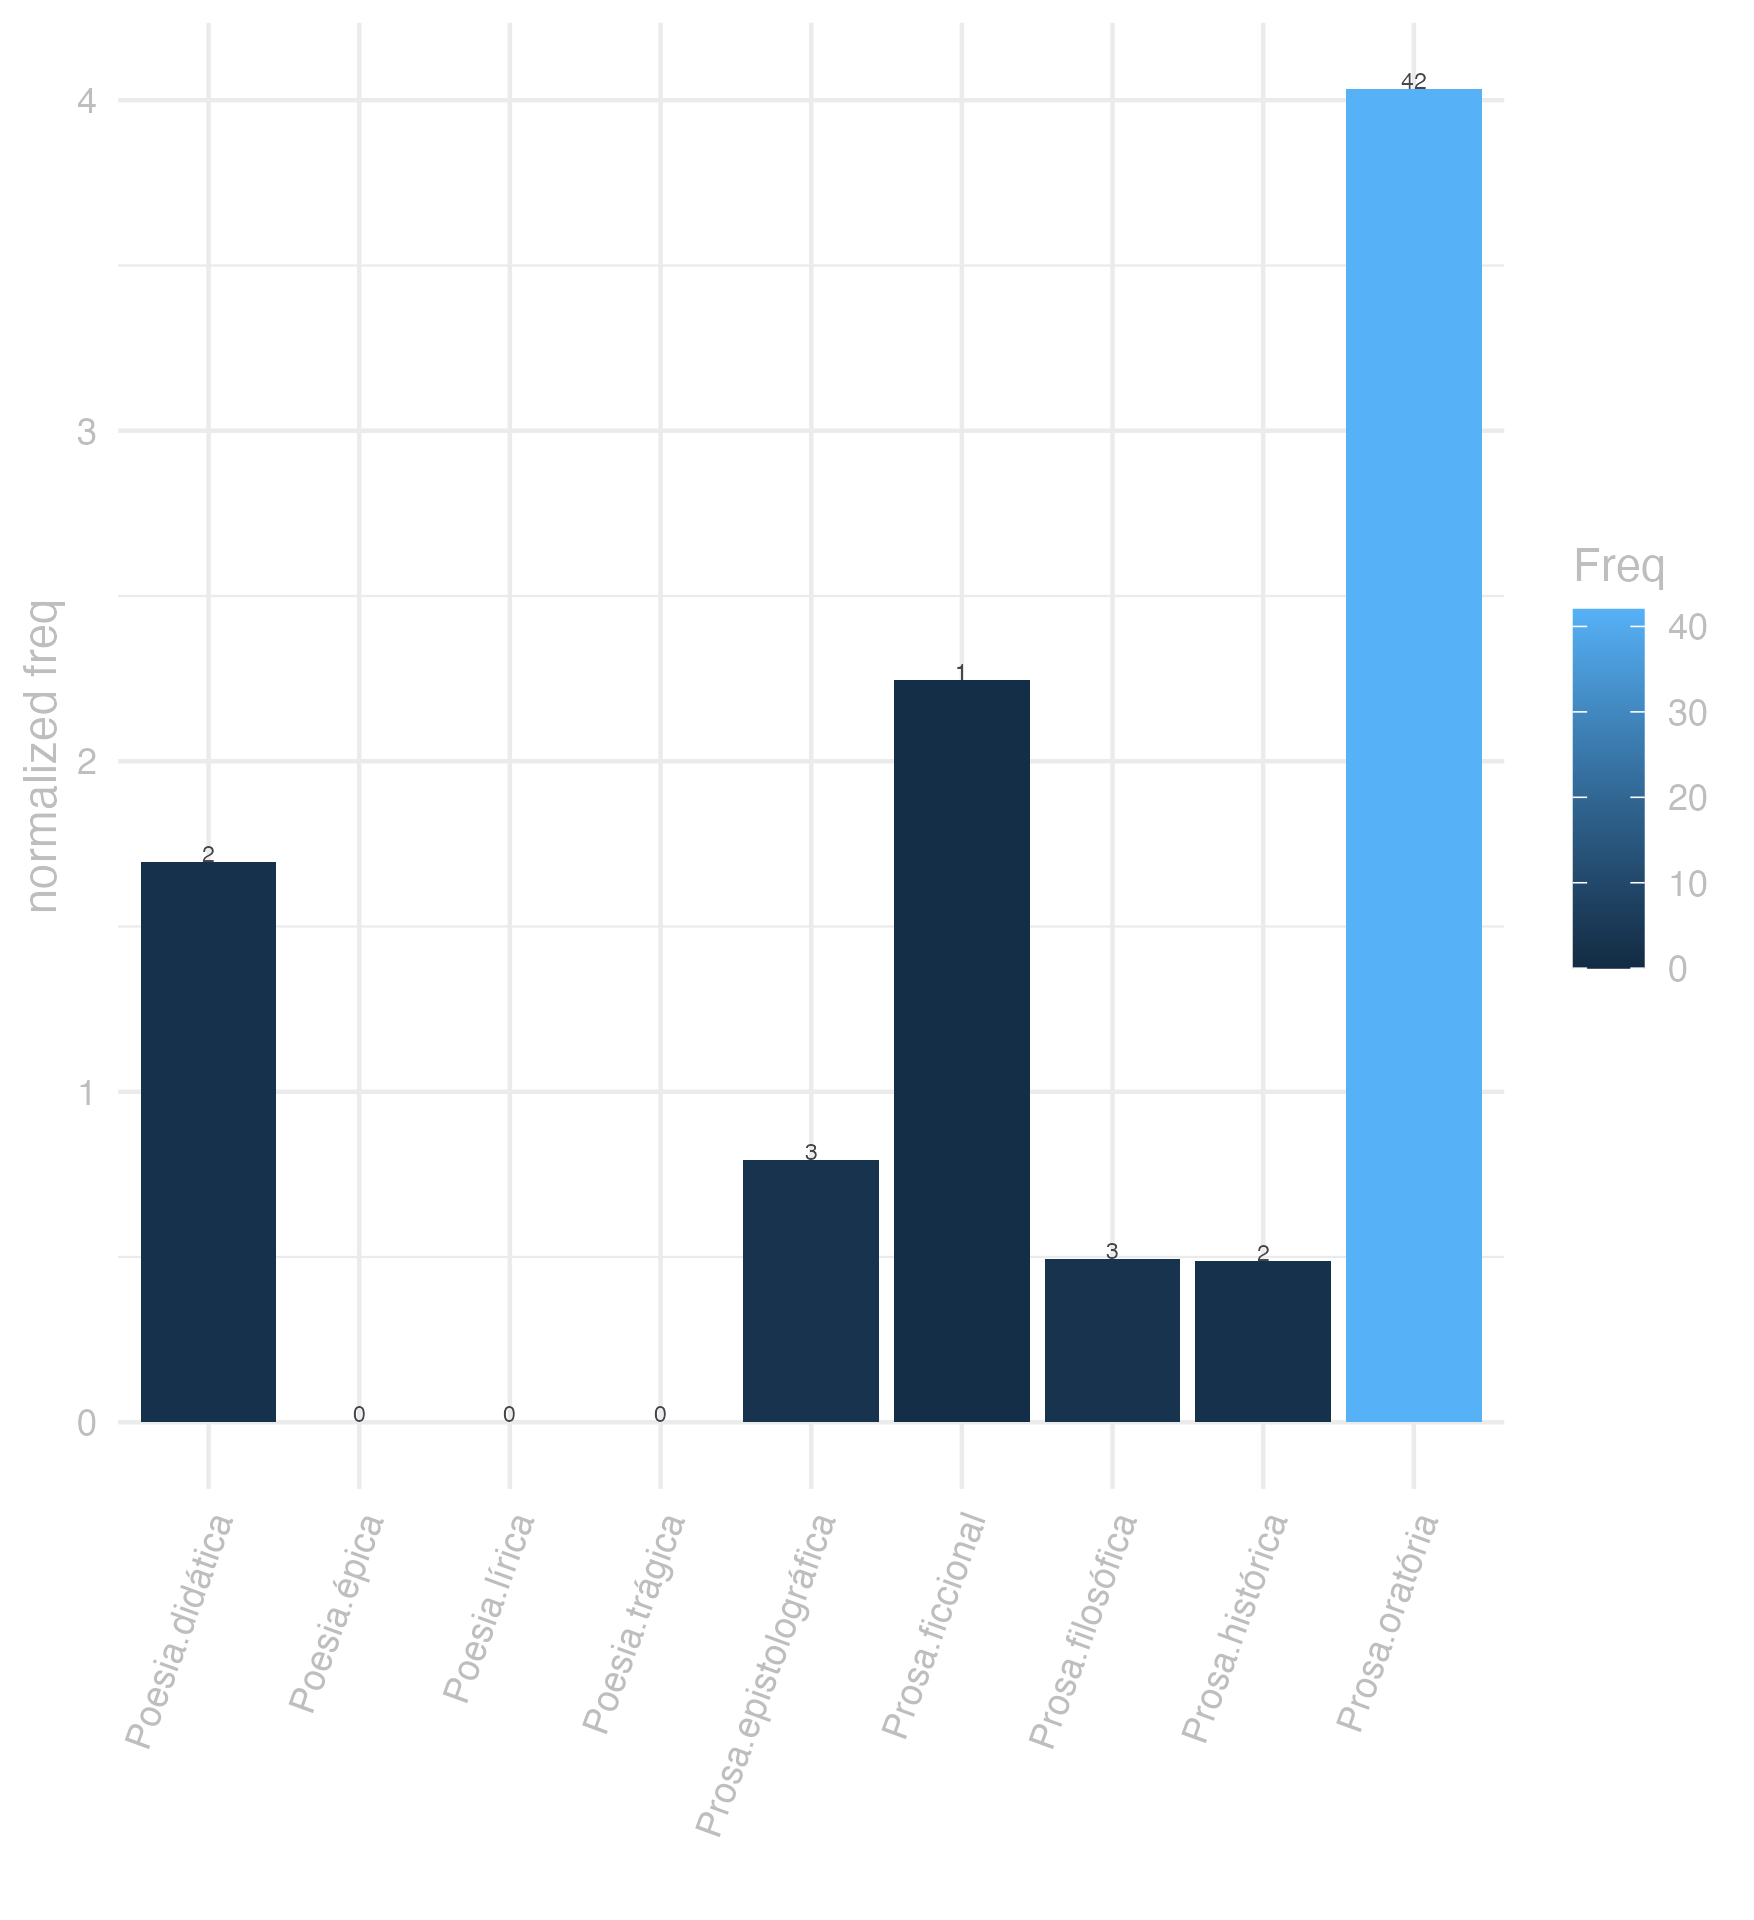 42
4
3
Freq
40
normalized freq
1
30
2
20
2
10
0
1
3
3
2
0
0
0
0
Poesia.didática
Poesia.épica
Poesia.lírica
Poesia.trágica
Prosa.epistolográfica
Prosa.ficcional
Prosa.filosófica
Prosa.histórica
Prosa.oratória